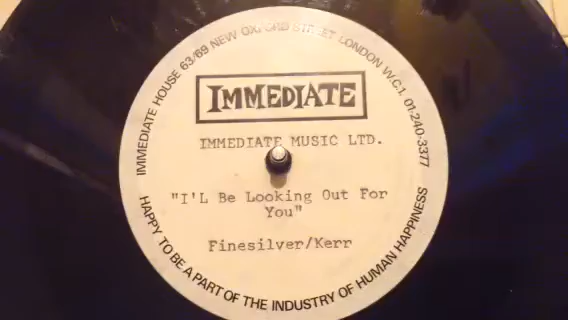 IMMEDIATE HOUSE 63/69 NEW OXFORD STREET LONDON W.C.1. 01-240-3377
IMMEDIATE
IMMEDIATE MUSIC LTD.
"I'L Be Looking Out For
You"
Finesilver/Kerr
HAPPY TO BE A PART OF THE INDUSTRY OF HUMAN HAPPINESS